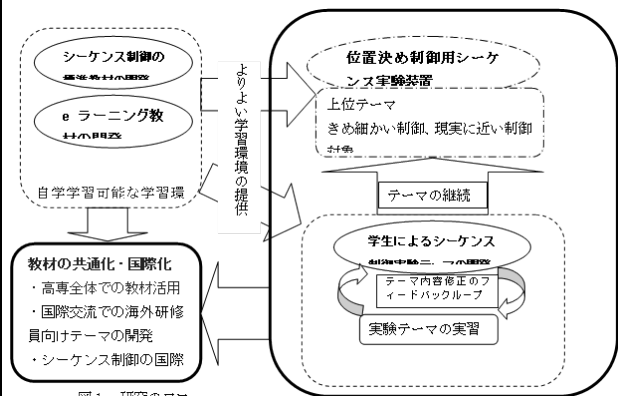 シーケンス制御の
e ラーニング教
自学学習可能な学習環
よりよい学習環境の提供
位置決め制御用シーケ
ンス実験装置
上位テーマ
きめ細かい制御、現実に近い制御
対象
テーマの継続
学生によるシーケンス
テーマ内容修正のフ
ィードバックループ
実験テーマの実習
教材の共通化・国際化
・高専全体での教材活用
・国際交流での海外研修
員向けテーマの開発
・シーケンス制御の国際